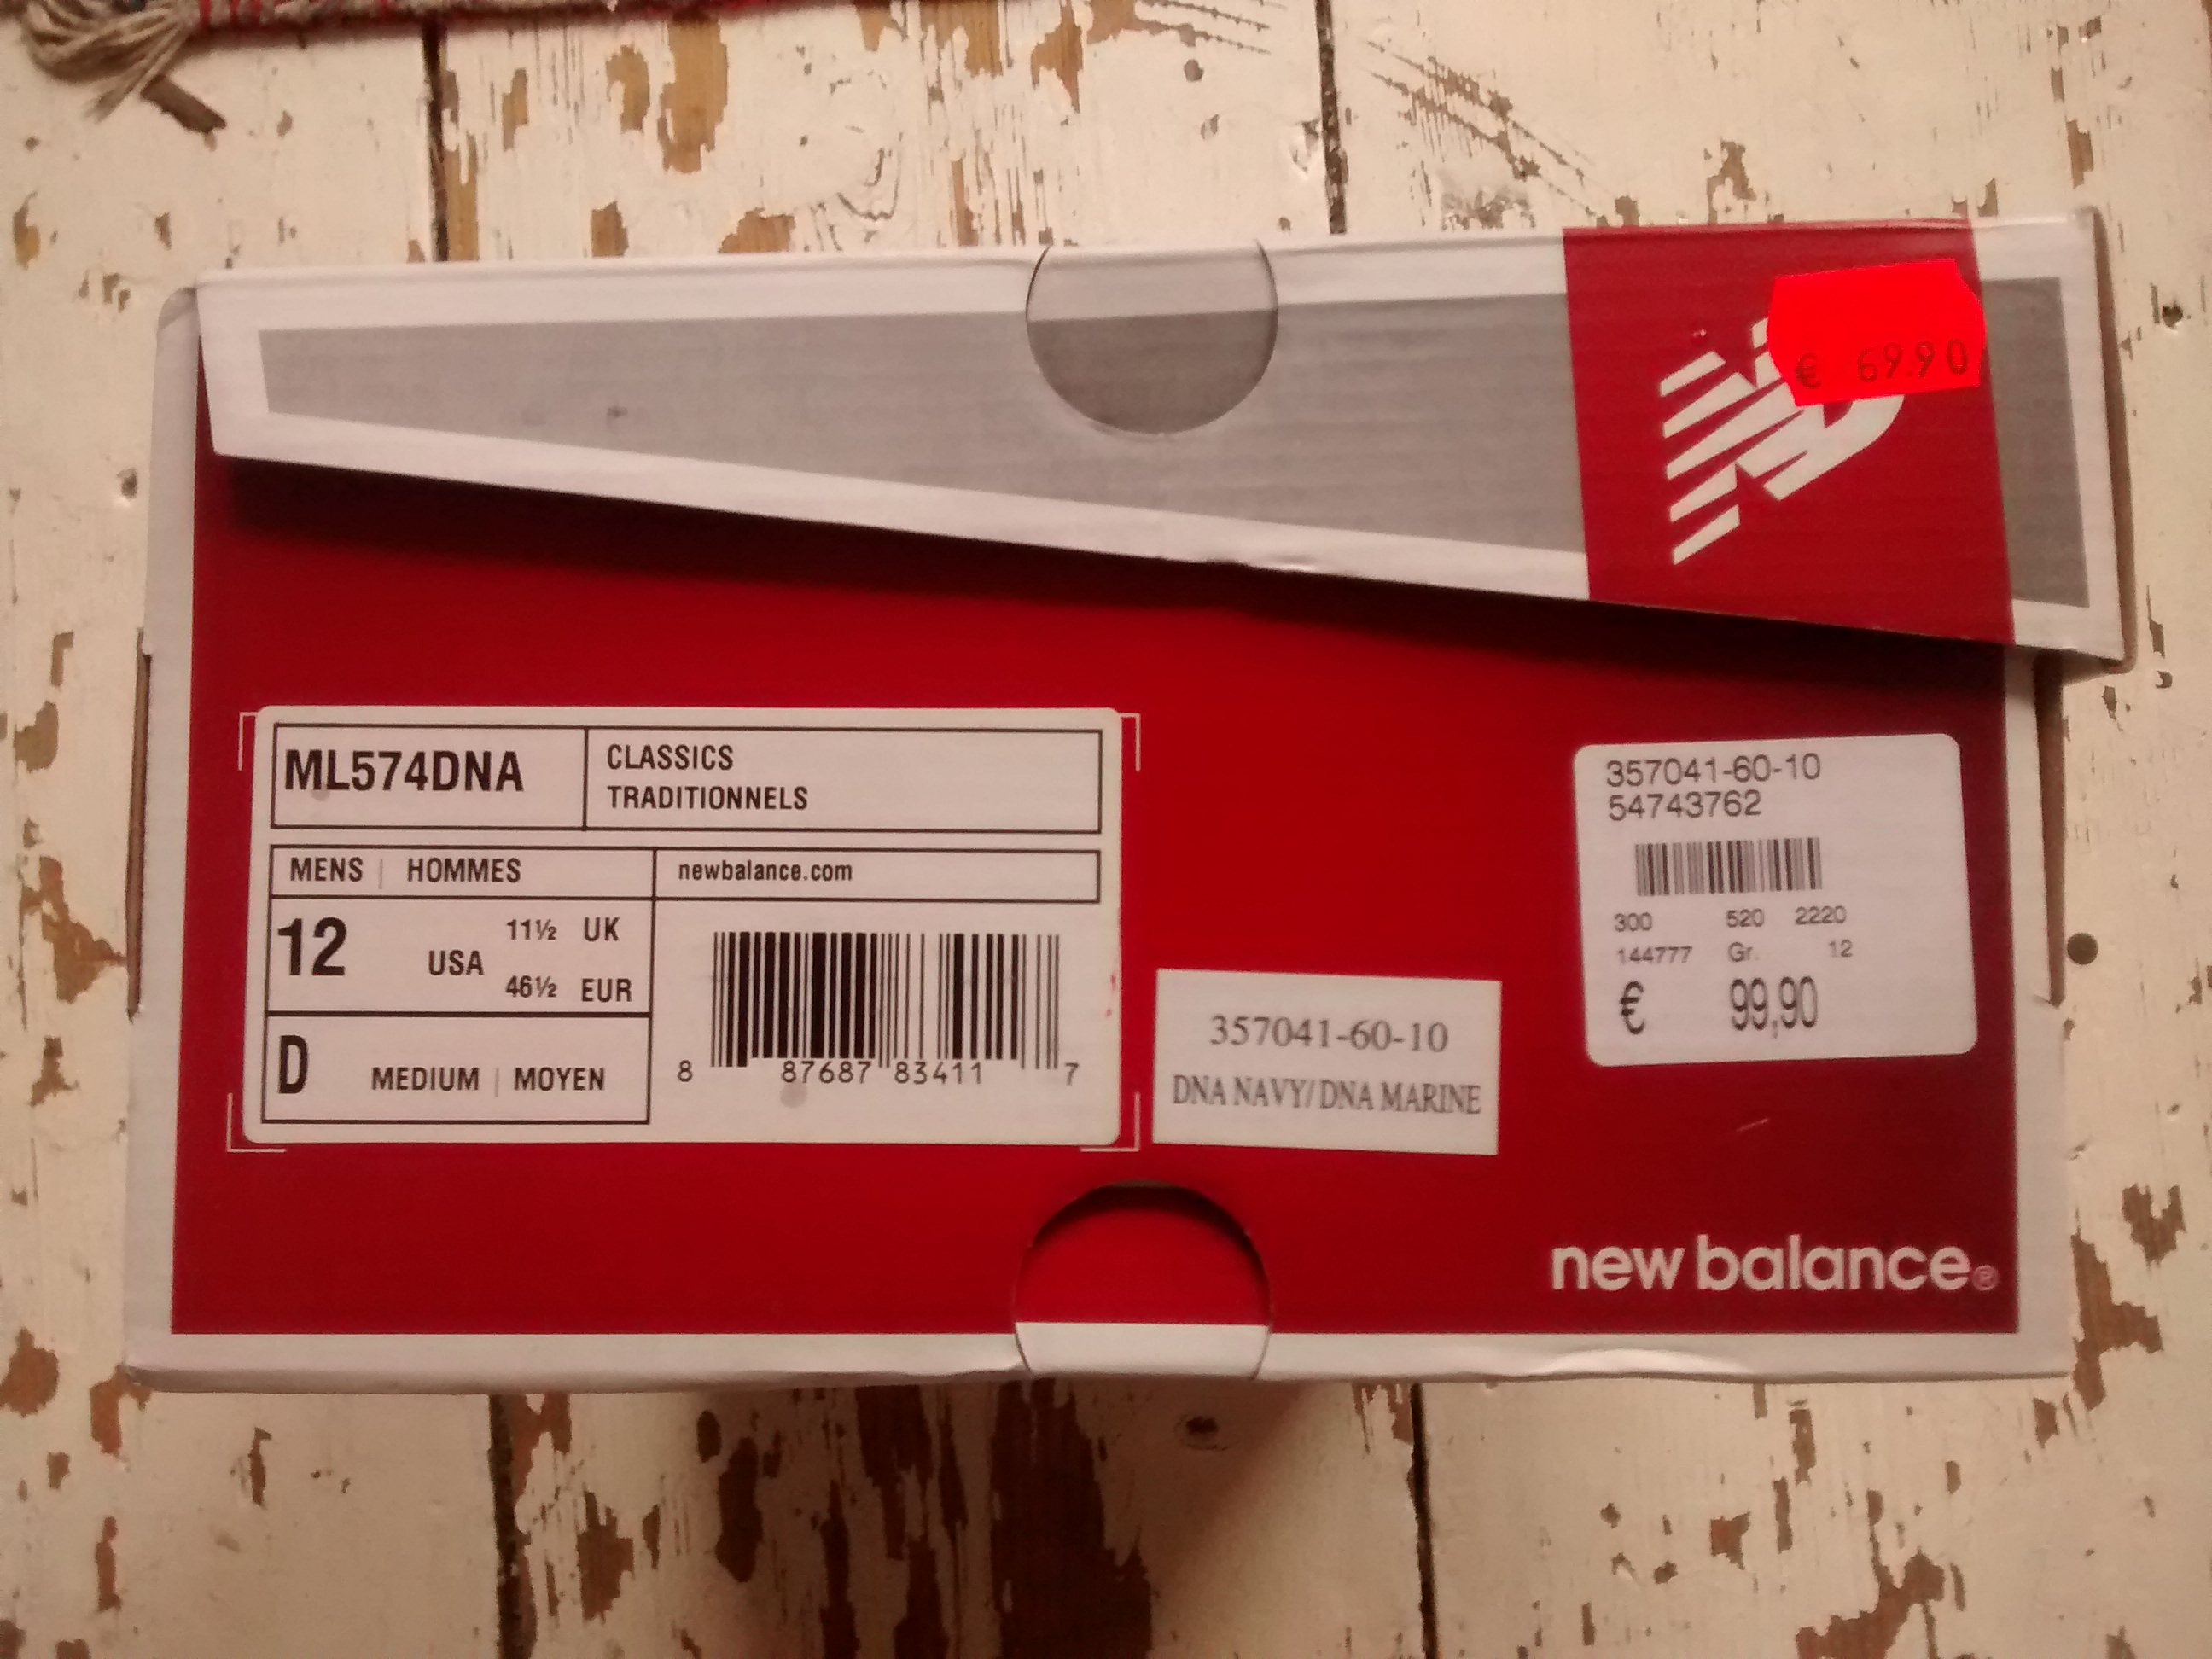 € 69.90
ML574DNA
CLASSICS
TRADITIONNELS
MENS | HOMMES
newbalance.com
12 USA
11½ UK
46½ EUR
D MEDIUM | MOYEN
8 87687 83411 7
357041-60-10
DNA NAVY/DNA MARINE
357041-60-10
54743762
300 520 2220
144777 Gr. 12
€ 99,90
new balance®